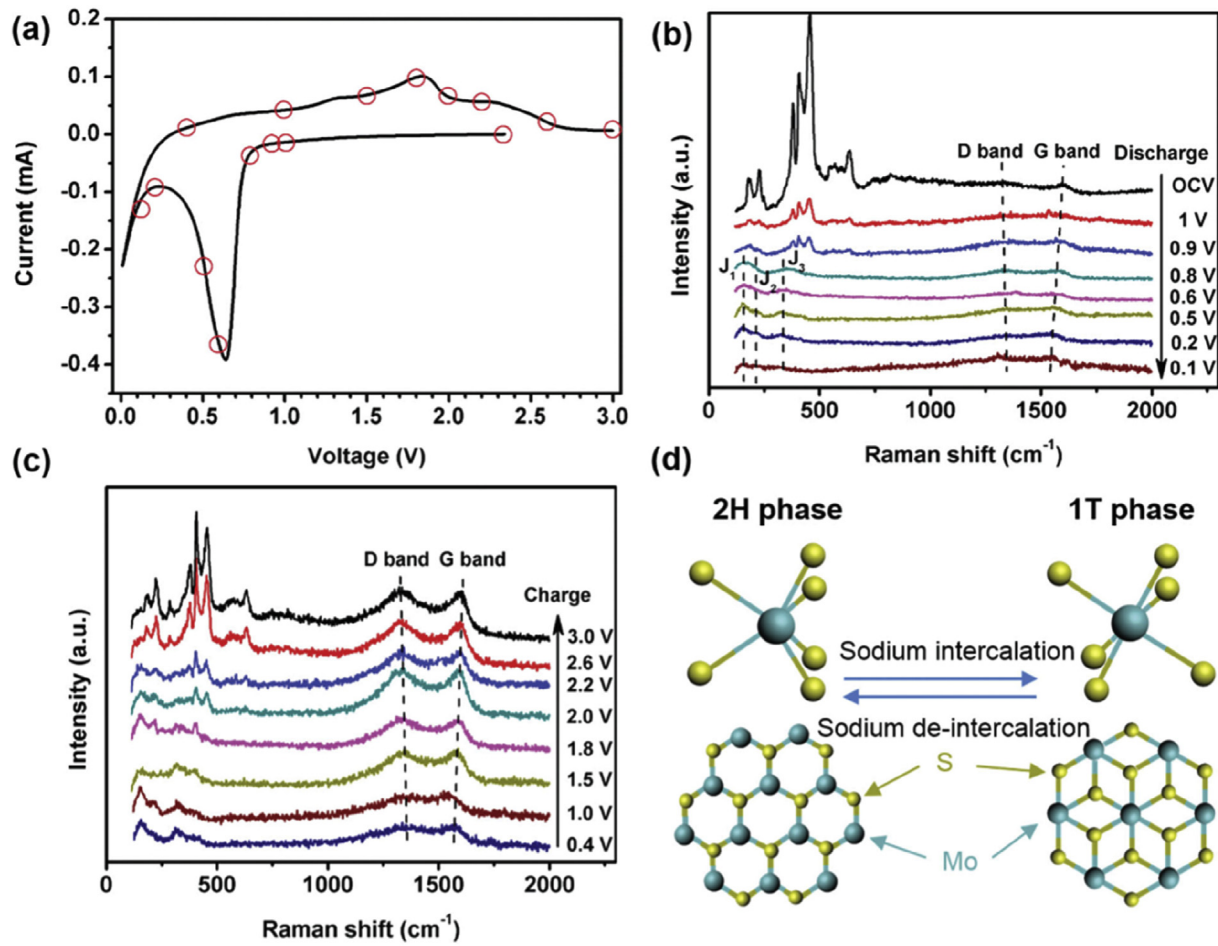 (a)
0.2
0.1
0.0
-0.1
-0.2
-0.3
-0.4
Current (mA)
0.0 0.5 1.0 1.5 2.0 2.5 3.0
Voltage (V)
(b)
Intensity (a.u.)
D band G band Discharge
OCV
1 V
0.9 V
0.8 V
0.6 V
0.5 V
0.2 V
0.1 V
J1 J2 J3
0 500 1000 1500 2000
Raman shift (cm-1)
(c)
Intensity (a.u.)
D band G band
Charge
3.0 V
2.6 V
2.2 V
2.0 V
1.8 V
1.5 V
1.0 V
0.4 V
0 500 1000 1500 2000
Raman shift (cm-1)
(d)
2H phase 1T phase
Sodium intercalation
Sodium de-intercalation
S
Mo